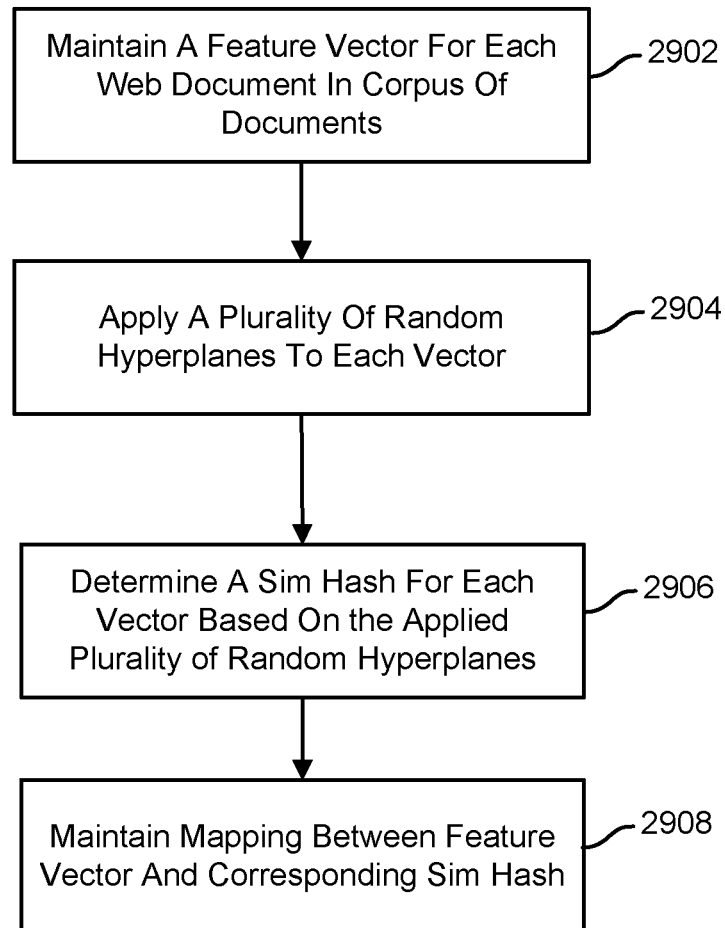 Maintain A Feature Vector For Each
Web Document In Corpus Of
Documents
2902
Apply A Plurality Of Random
Hyperplanes To Each Vector
2904
Determine A Sim Hash For Each
Vector Based On the Applied
Plurality of Random Hyperplanes
2906
Maintain Mapping Between Feature
Vector And Corresponding Sim Hash
2908